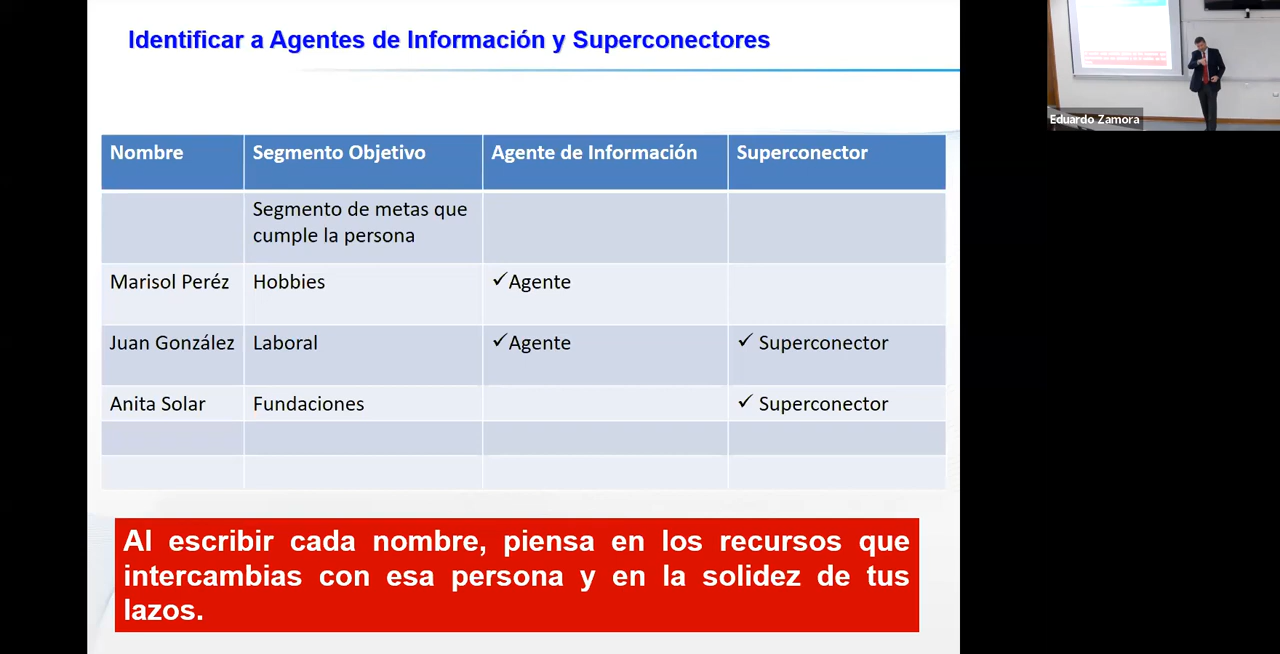 Identificar a Agentes de Información y Superconectores
Eduardo Zamora
Nombre Segmento Objetivo Agente de Información Superconector
Segmento de metas que
cumple la persona
Marisol Peréz Hobbies ✓Agente
Juan González Laboral ✓Agente ✓ Superconector
Anita Solar Fundaciones ✓ Superconector
Al escribir cada nombre, piensa en los recursos que
intercambias con esa persona y en la solidez de tus
lazos.